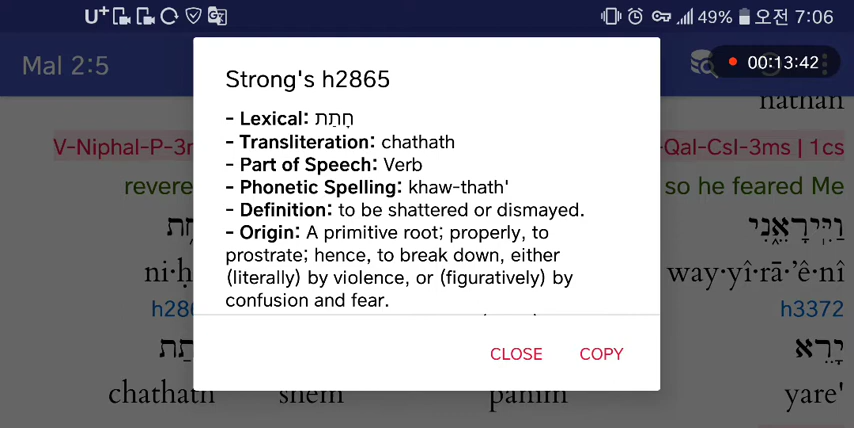 U+ 49% 오전 7:06
Mal 2:5
00:13:42
nathan
Strong's h2865
- Lexical: חָתַת
- Transliteration: chathath
- Part of Speech: Verb
- Phonetic Spelling: khaw-thath'
- Definition: to be shattered or dismayed.
- Origin: A primitive root; properly, to
prostrate; hence, to break down, either
(literally) by violence, or (figuratively) by
confusion and fear.
CLOSE COPY
V-Niphal-P-3 -Qal-CsI-3ms | 1cs
revere so he feared Me
וַיִּֽירָאֵ֑נִי
ni·ḥ way·yî·rā·’ê·nî
h28 h3372
יָרֵא
chathath shem panim yare'